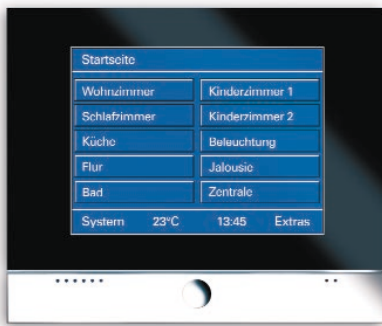 Startseite
Wohnzimmer Kinderzimmer 1
Schlafzimmer Kinderzimmer 2
Küche Beleuchtung
Flur Jalousie
Bad Zentrale
System 23°C 13:45 Extras